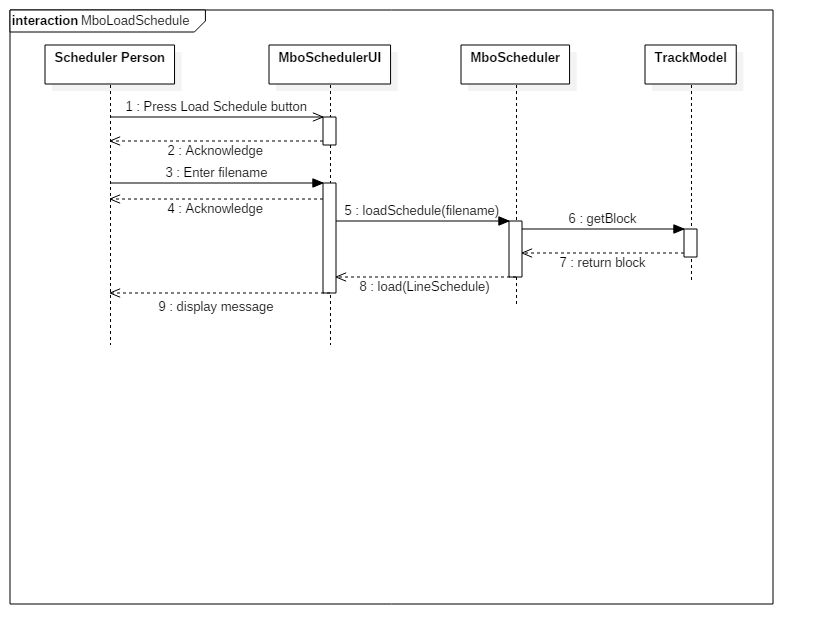 interaction MboLoadSchedule
Scheduler Person
MboSchedulerUI
MboScheduler
TrackModel
1 : Press Load Schedule button
2 : Acknowledge
3 : Enter filename
4 : Acknowledge
5 : loadSchedule(filename)
6 : getBlock
7 : return block
8 : load(LineSchedule)
9 : display message